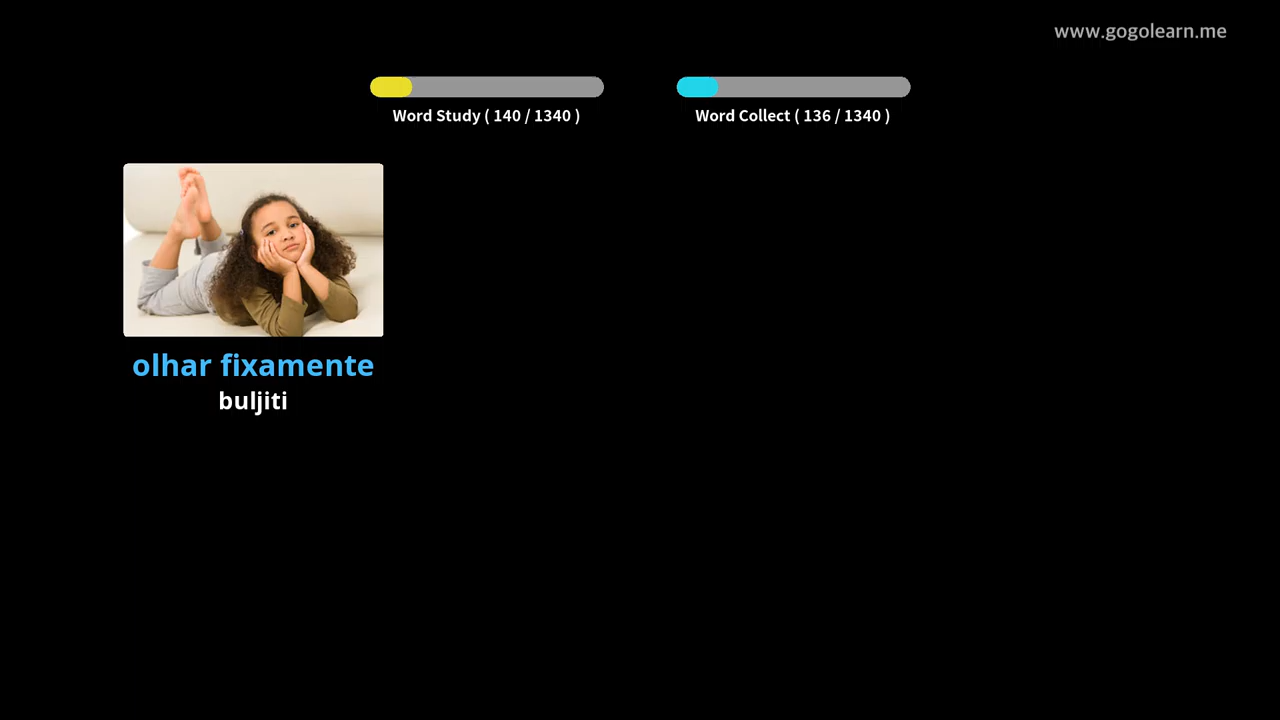 www.gogolearn.me
Word Study ( 140 / 1340 )
Word Collect ( 136 / 1340 )
olhar fixamente
buljiti